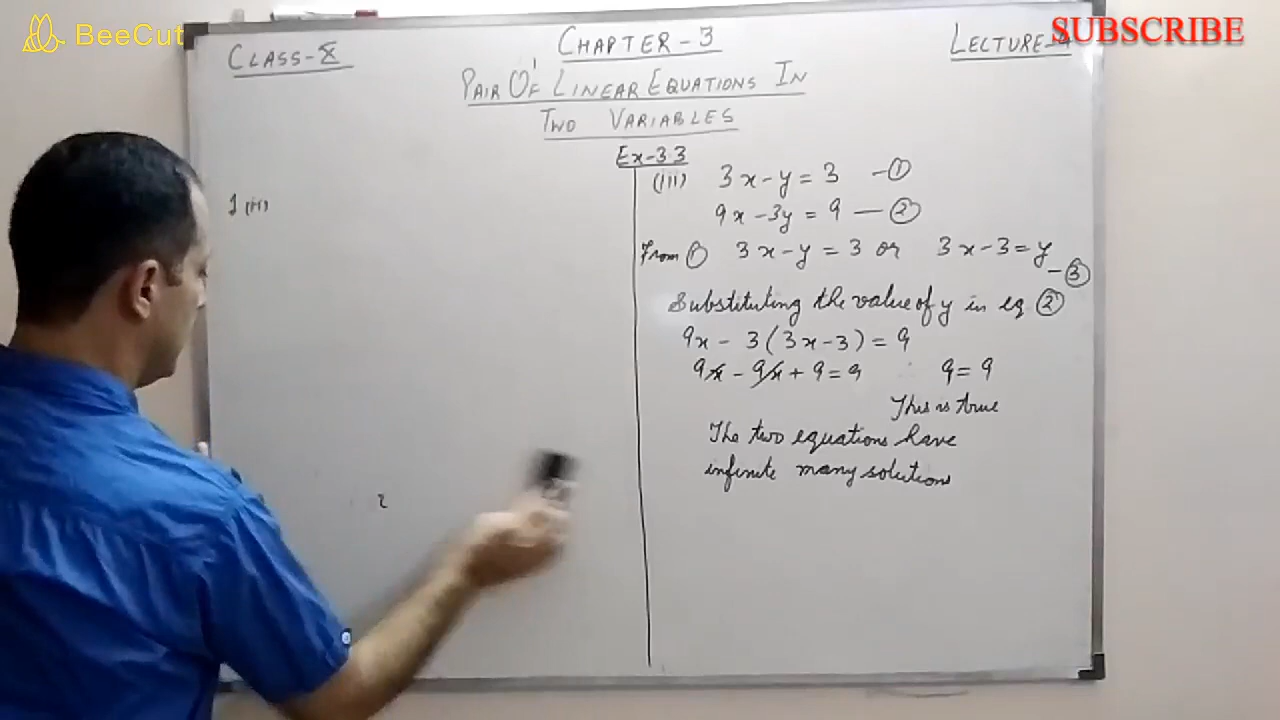 BeeCut
SUBSCRIBE
CLASS-X
CHAPTER-3
LECTURE-
PAIR OF LINEAR EQUATIONS IN
TWO VARIABLES
Ex-3.3
1 (iii)
(iii) 3x-y=3 -①
9x-3y=9 -②
From ① 3x-y=3 or 3x-3=y
-③
Substituting the value of y in eq ②
9x-3(3x-3)=9
9x-9x+9=9 9=9
This is true
The two equations have
infinite many solutions